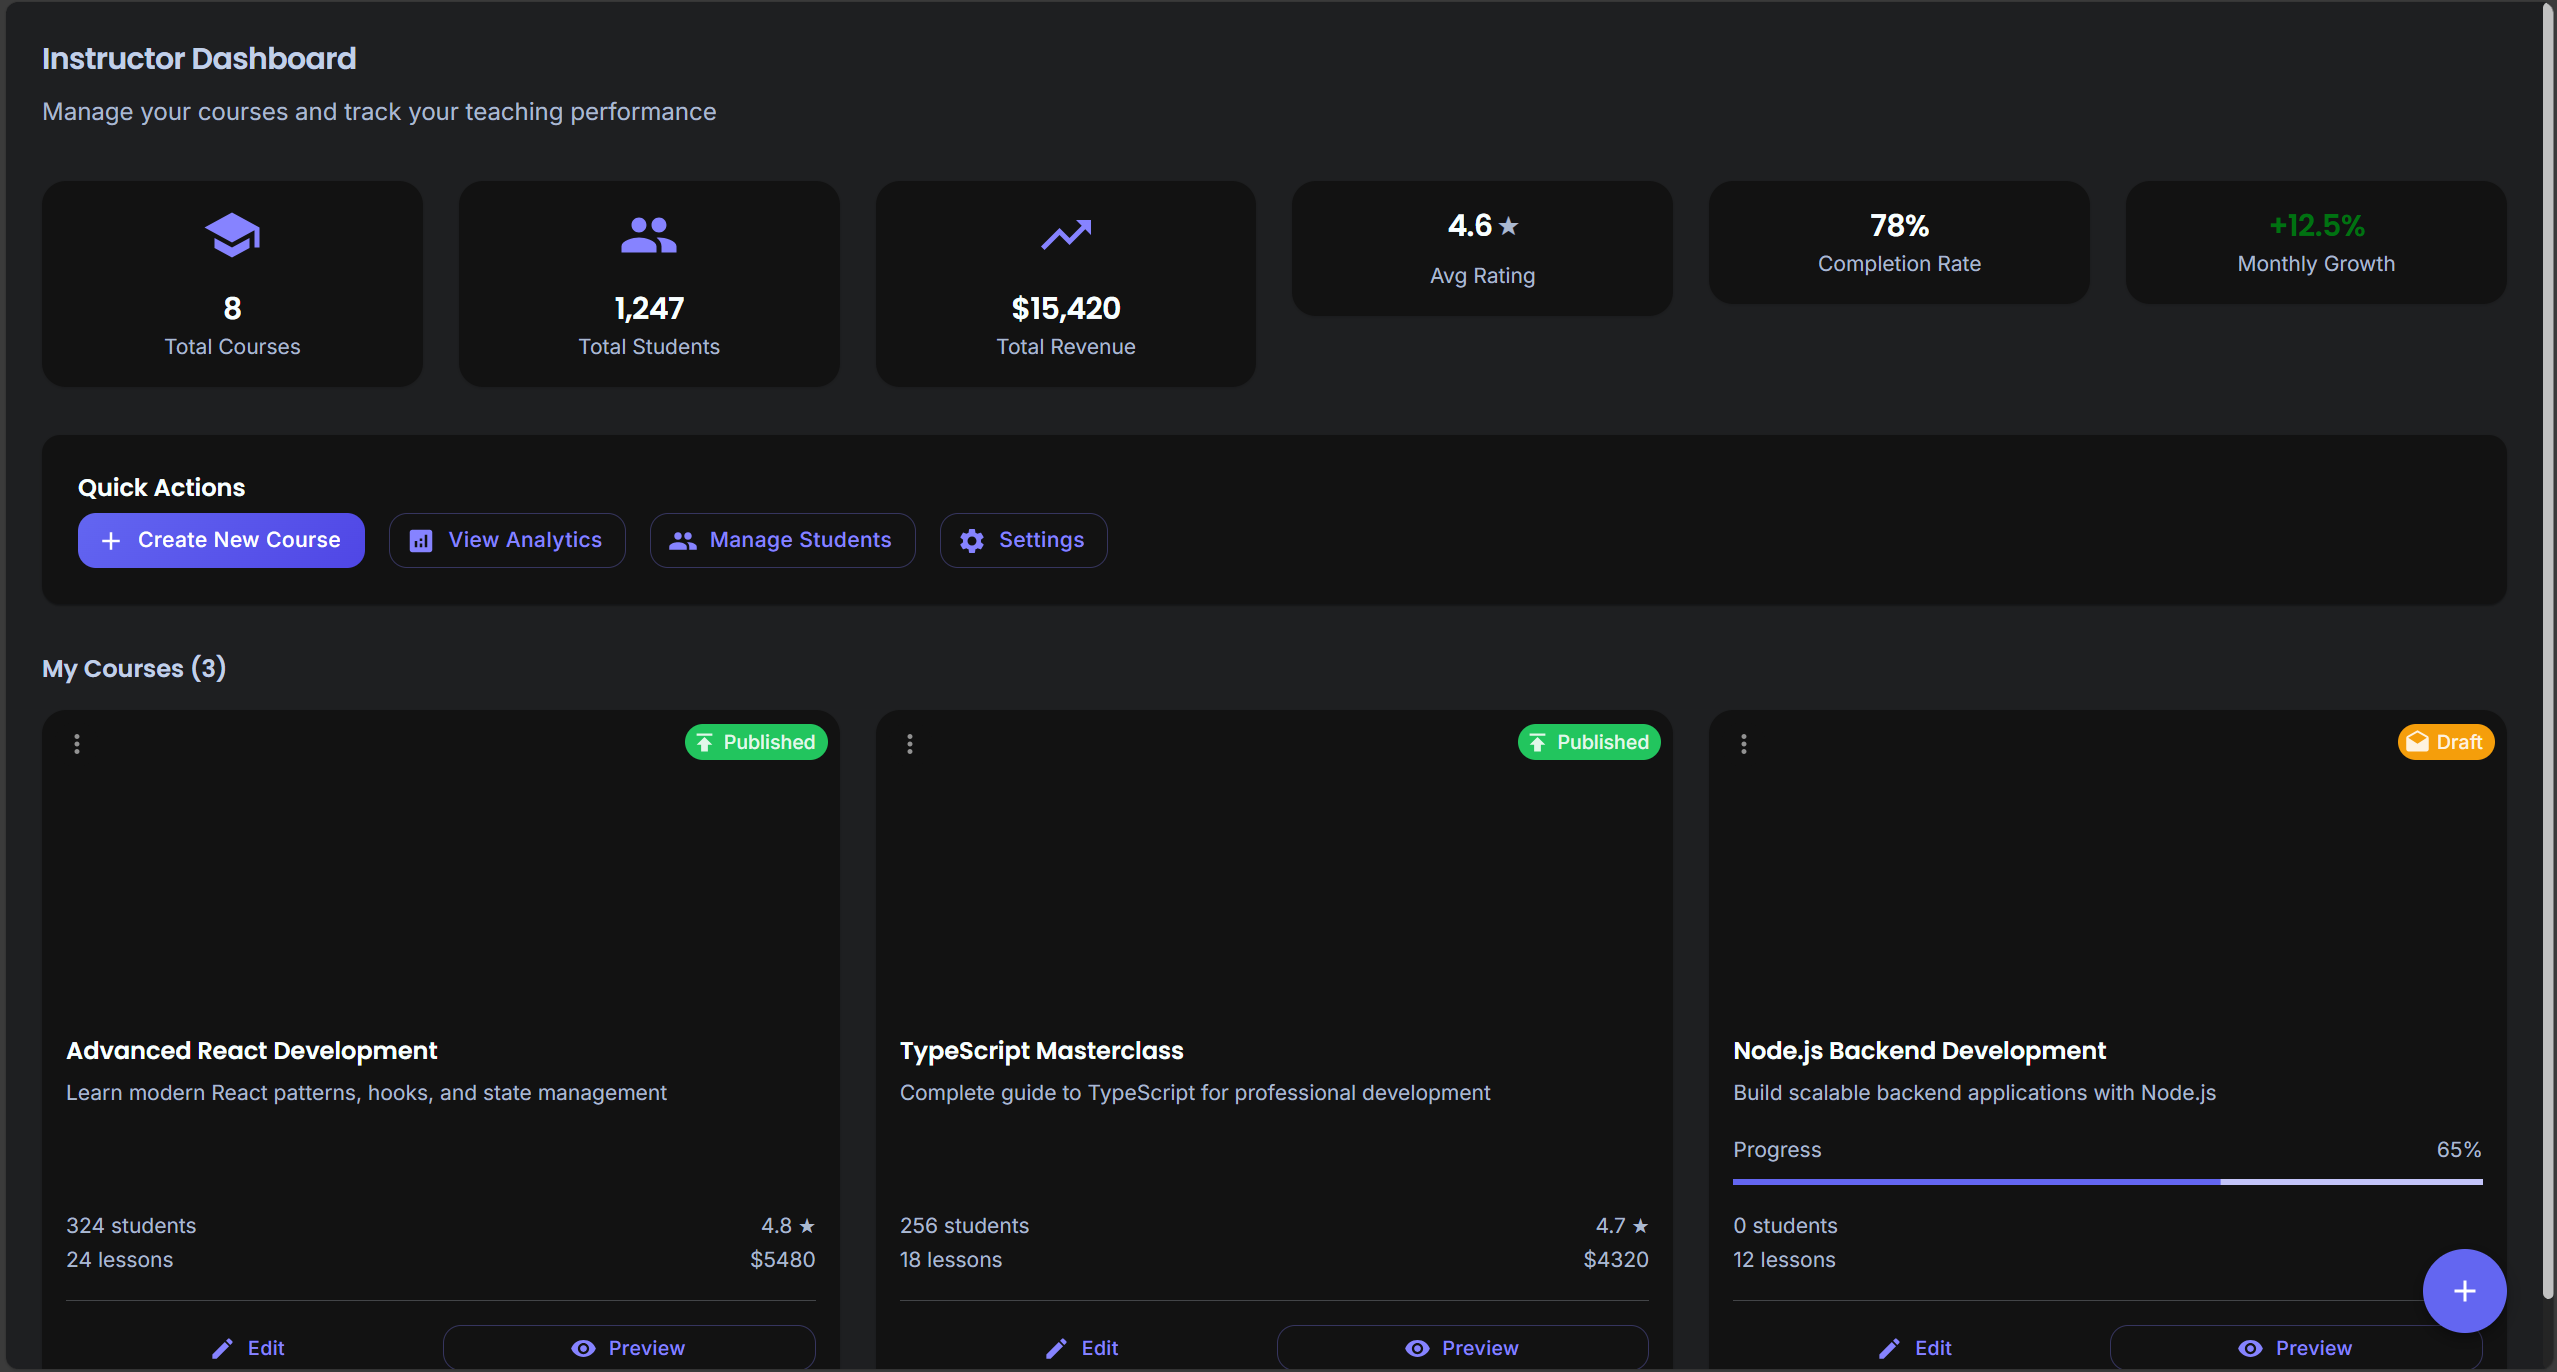 Instructor Dashboard
Manage your courses and track your teaching performance
8
Total Courses
1,247
Total Students
$15,420
Total Revenue
4.6 ★
Avg Rating
78%
Completion Rate
+12.5%
Monthly Growth
Quick Actions
Create New Course
View Analytics
Manage Students
Settings
My Courses (3)
Published
Advanced React Development
Learn modern React patterns, hooks, and state management
324 students 4.8 ★
24 lessons $5480
Edit Preview
Published
TypeScript Masterclass
Complete guide to TypeScript for professional development
256 students 4.7 ★
18 lessons $4320
Edit Preview
Draft
Node.js Backend Development
Build scalable backend applications with Node.js
Progress 65%
0 students
12 lessons
Edit Preview